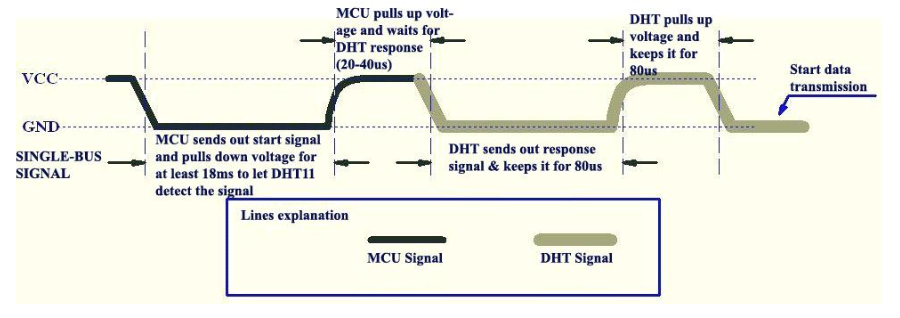 MCU pulls up volt-
age and waits for
DHT response
(20-40us)
DHT pulls up
voltage and
keeps it for
80us
VCC
Start data
transmission
GND
MCU sends out start signal
and pulls down voltage for
at least 18ms to let DHT11
detect the signal
SINGLE-BUS
SIGNAL
DHT sends out response
signal & keeps it for 80us
Lines explanation
MCU Signal
DHT Signal